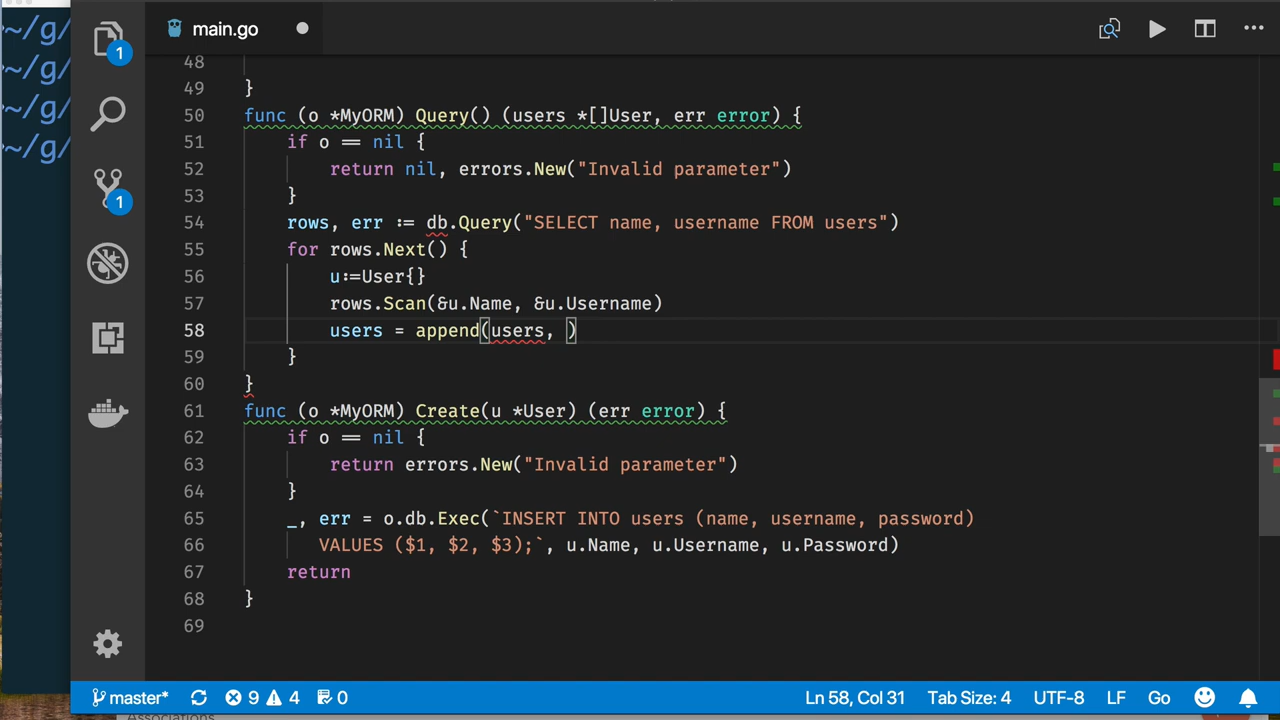 ~/g/
~/g/
~/g/
~/g/
1
1
main.go
48
49 }
50 func (o *MyORM) Query() (users *[]User, err error) {
51 if o == nil {
52 return nil, errors.New("Invalid parameter")
53 }
54 rows, err := db.Query("SELECT name, username FROM users")
55 for rows.Next() {
56 u:=User{}
57 rows.Scan(&u.Name, &u.Username)
58 users = append(users, )
59 }
60 }
61 func (o *MyORM) Create(u *User) (err error) {
62 if o == nil {
63 return errors.New("Invalid parameter")
64 }
65 _, err = o.db.Exec(`INSERT INTO users (name, username, password)
66 VALUES ($1, $2, $3);`, u.Name, u.Username, u.Password)
67 return
68 }
69
master* 9 4 0 Ln 58, Col 31 Tab Size: 4 UTF-8 LF Go
Associations